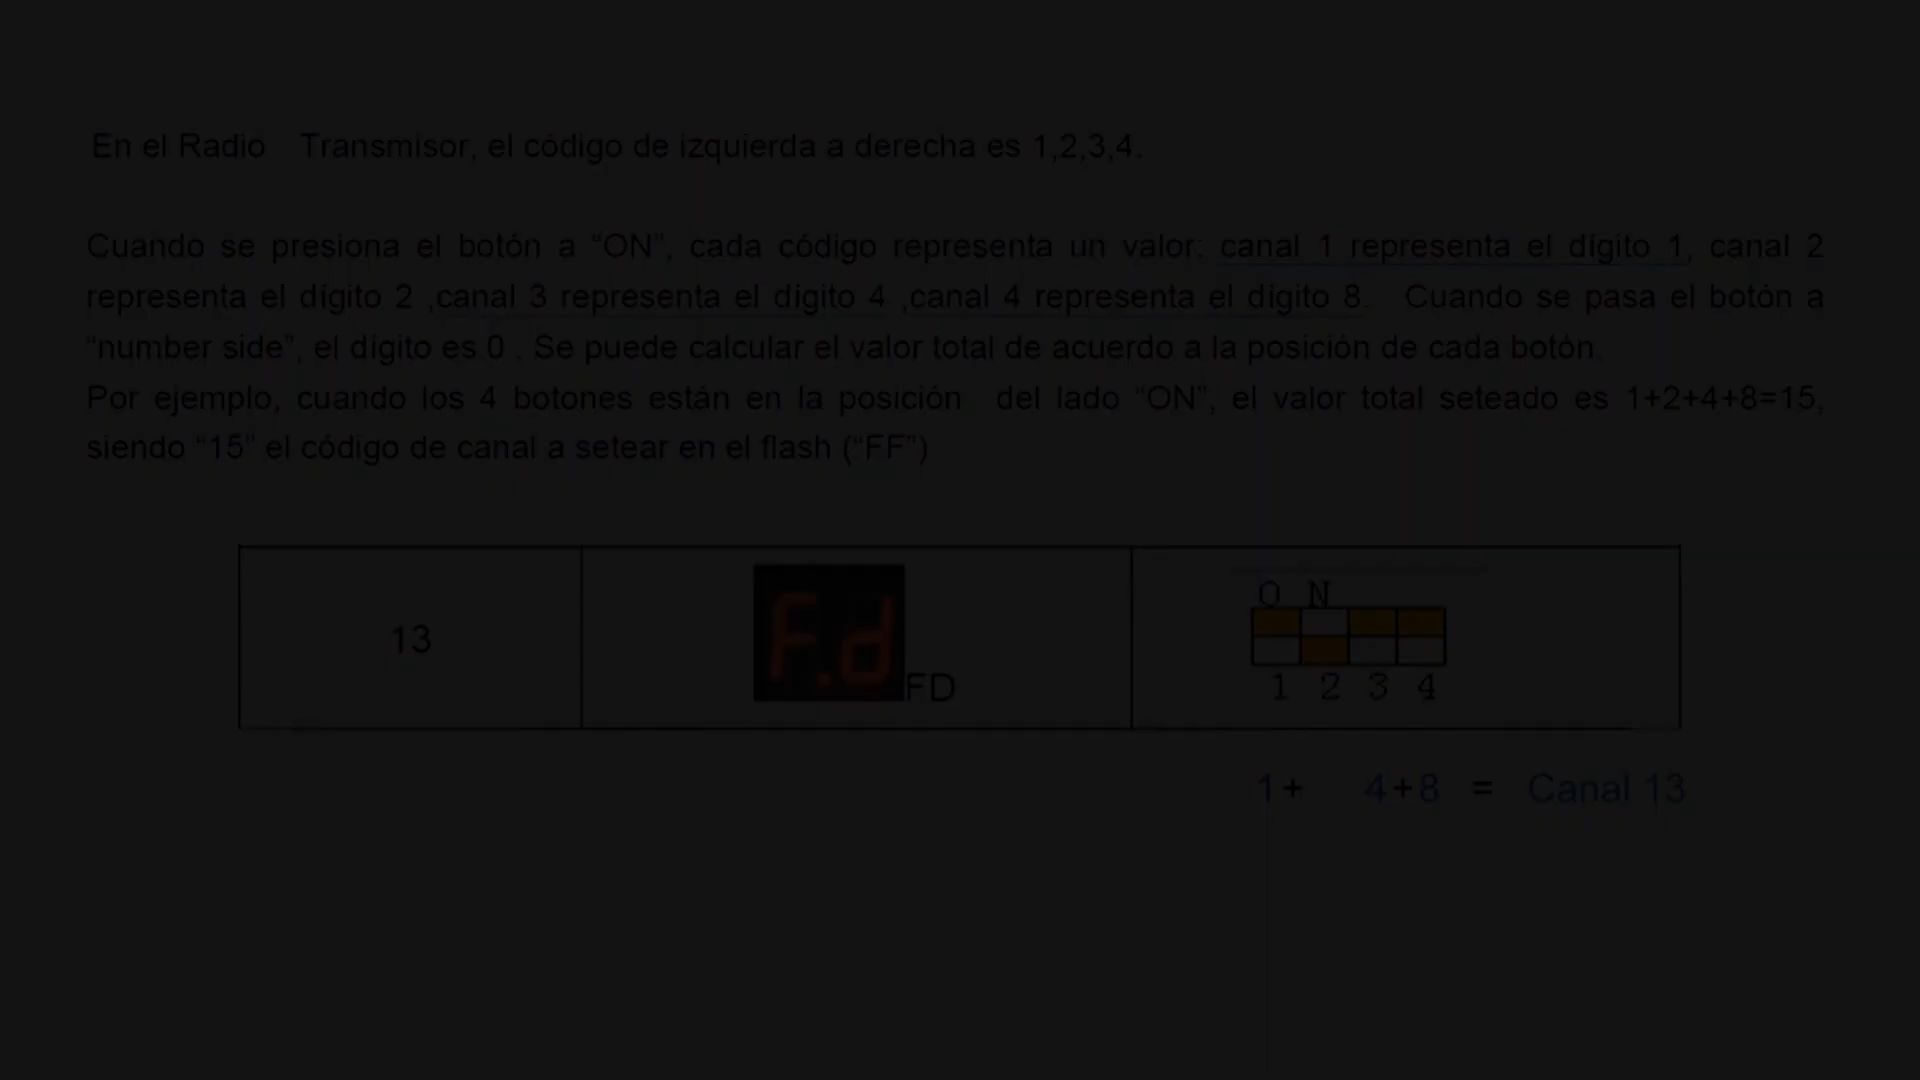 En el Radio Transmisor, el código de izquierda a derecha es 1,2,3,4.
Cuando se presiona el botón a “ON”, cada código representa un valor: canal 1 representa el dígito 1, canal 2
representa el dígito 2 ,canal 3 representa el dígito 4 ,canal 4 representa el dígito 8. Cuando se pasa el botón a
“number side”, el dígito es 0 . Se puede calcular el valor total de acuerdo a la posición de cada botón.
Por ejemplo, cuando los 4 botones están en la posición del lado “ON”, el valor total seteado es 1+2+4+8=15,
siendo “15” el código de canal a setear en el flash (“FF”)
13
F.d
FD
O N
1 2 3 4
1+ 4+8 = Canal 13